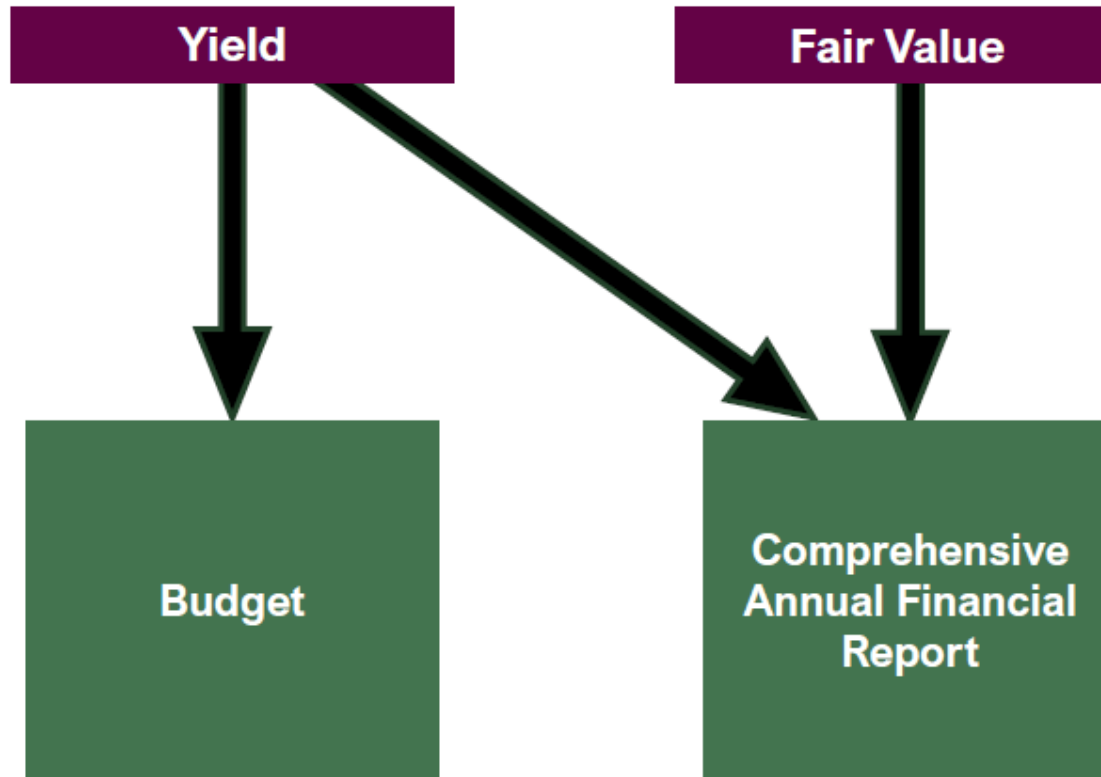 Yield
Fair Value
Budget
Comprehensive
Annual Financial
Report